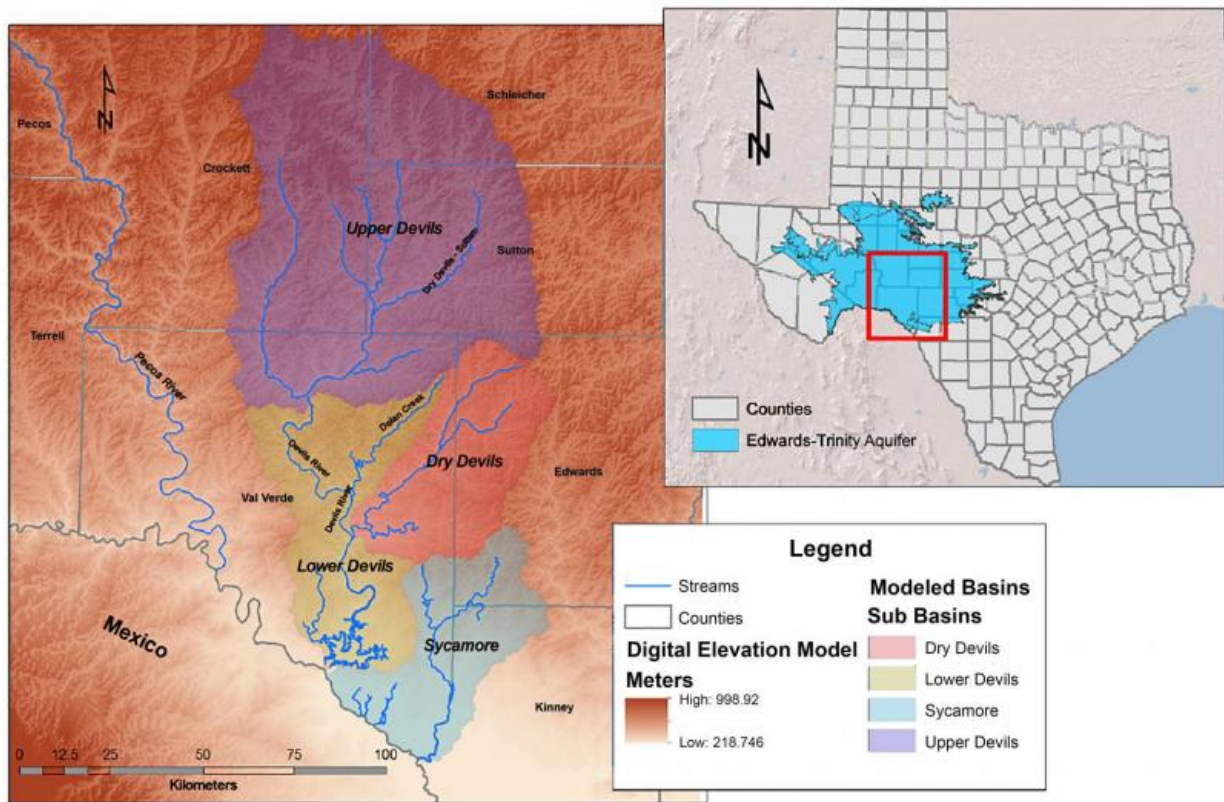 N
Pecos
Schleicher
Crockett
Upper Devils
Sutton
Dry Devils - Sutton
Terrell
Pecos River
Dolan Creek
Devils River
Dry Devils
Edwards
Val Verde
Devils River
Lower Devils
Mexico
Sycamore
Kinney
0 12.5 25 50 75 100
Kilometers
N
Counties
Edwards-Trinity Aquifer
Legend
Streams
Counties
Digital Elevation Model
Meters
High: 998.92
Low: 218.746
Modeled Basins
Sub Basins
Dry Devils
Lower Devils
Sycamore
Upper Devils